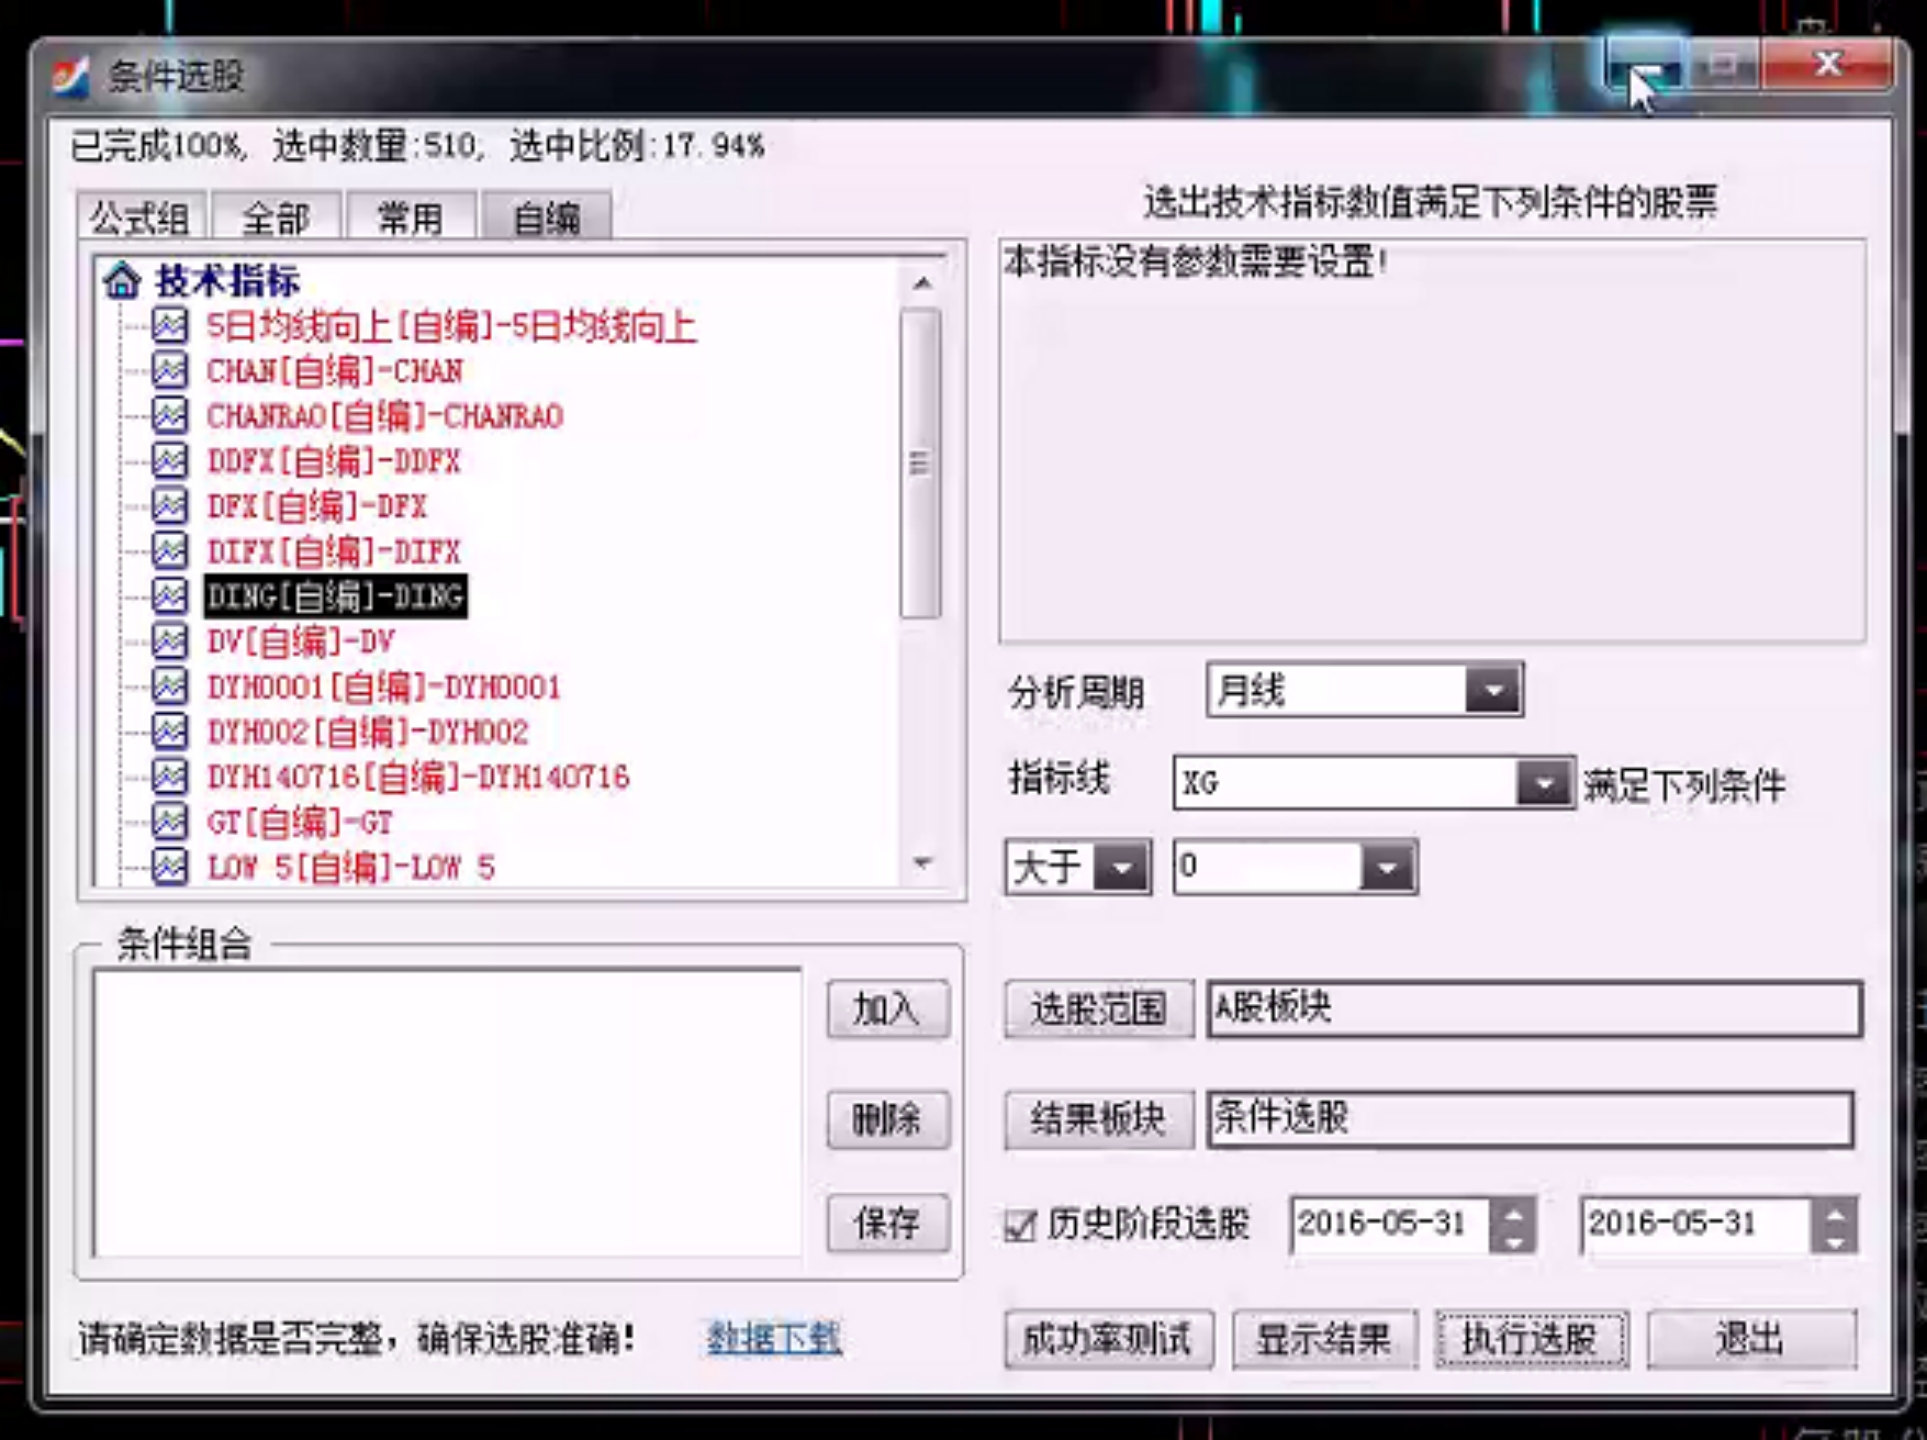 条件选股
已完成100%, 选中数量:510, 选中比例:17.94%
公式组 全部 常用 自编
技术指标
5日均线向上[自编]-5日均线向上
CHAN[自编]-CHAN
CHANRAO[自编]-CHANRAO
DDFX[自编]-DDFX
DFX[自编]-DFX
DIFX[自编]-DIFX
DING[自编]-DING
DV[自编]-DV
DYH0001[自编]-DYH0001
DYH002[自编]-DYH002
DYH140716[自编]-DYH140716
GT[自编]-GT
LOW 5[自编]-LOW 5
条件组合
加入
删除
保存
请确定数据是否完整，确保选股准确! 数据下载
选出技术指标数值满足下列条件的股票
本指标没有参数需要设置!
分析周期 月线
指标线 XG 满足下列条件
大于 0
选股范围 A股板块
结果板块 条件选股
历史阶段选股 2016-05-31 2016-05-31
成功率测试 显示结果 执行选股 退出